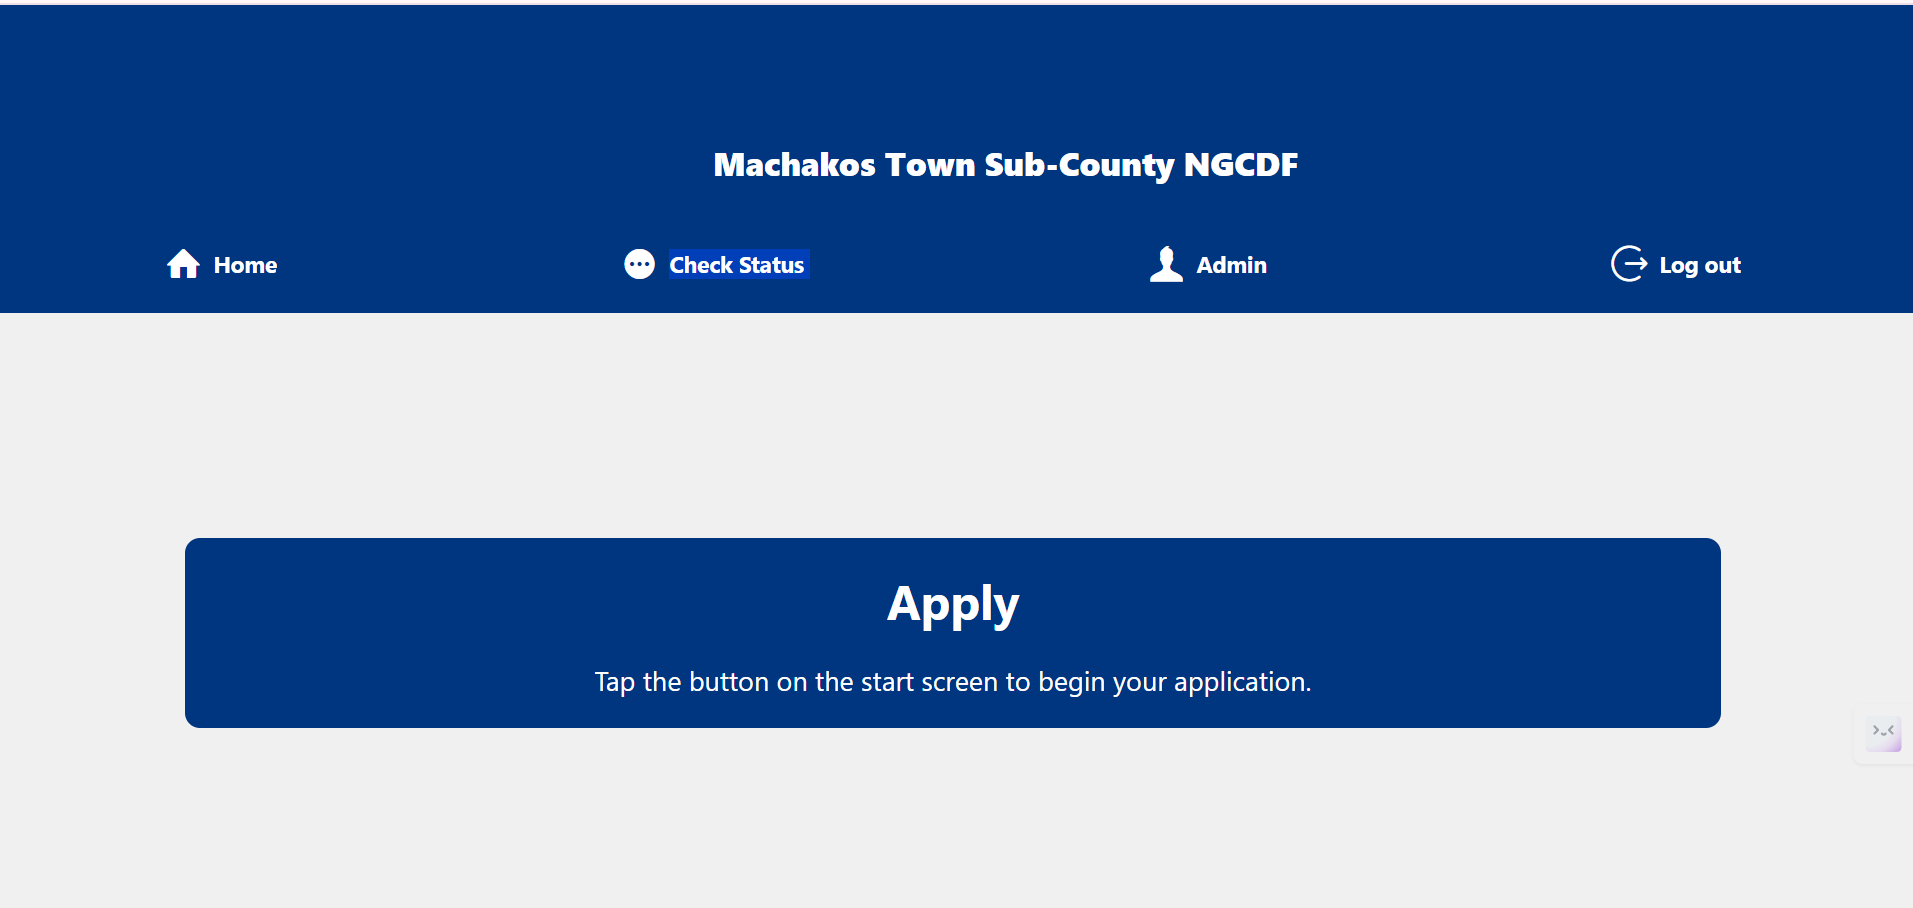 Machakos Town Sub-County NGCDF
Home
Check Status
Admin
Log out
Apply
Tap the button on the start screen to begin your application.